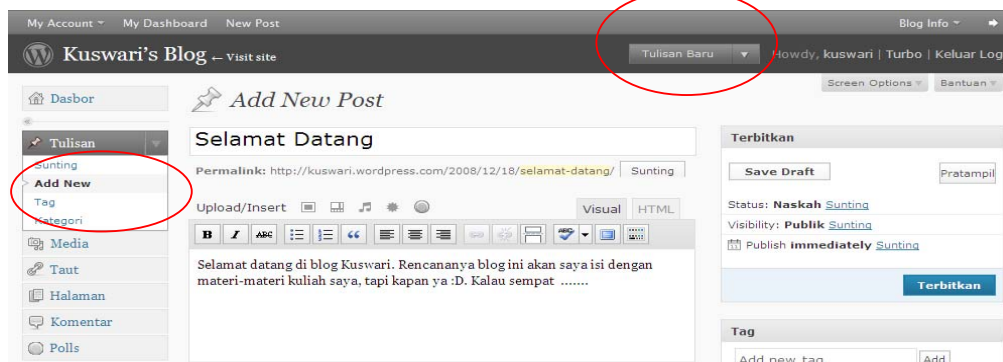 My Account My Dashboard New Post Blog Info
Kuswari's Blog ← Visit site Tulisan Baru Howdy, kuswari | Turbo | Keluar Log
Screen Options Bantuan
Dasbor
Add New Post
Tulisan
Sunting
Add New
Tag
Kategori
Media
Taut
Halaman
Komentar
Polls
Selamat Datang
Permalink: http://kuswari.wordpress.com/2008/12/18/selamat-datang/ Sunting
Upload/Insert Visual HTML
B I ABC
Selamat datang di blog Kuswari. Rencananya blog ini akan saya isi dengan
materi-materi kuliah saya, tapi kapan ya :D. Kalau sempat .......
Terbitkan
Save Draft Pratampil
Status: Naskah Sunting
Visibility: Publik Sunting
Publish immediately Sunting
Terbitkan
Tag
Add new tag Add